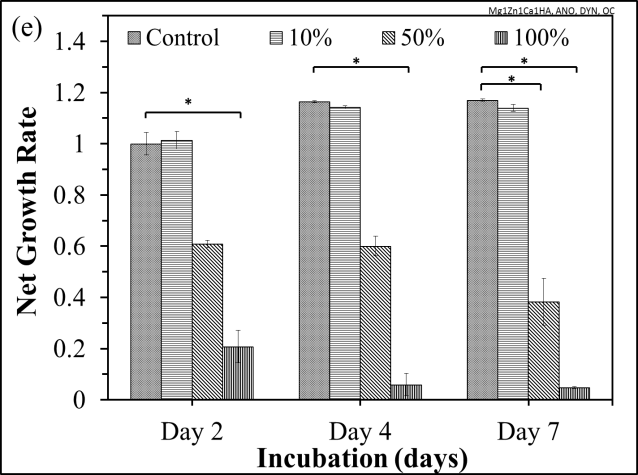 Mg1Zn1Ca1HA, ANO, DYN, OC
(e)
Control 10% 50% 100%
1.4
1.2
1
0.8
0.6
0.4
0.2
0
Net Growth Rate
* * * *
Day 2 Day 4 Day 7
Incubation (days)